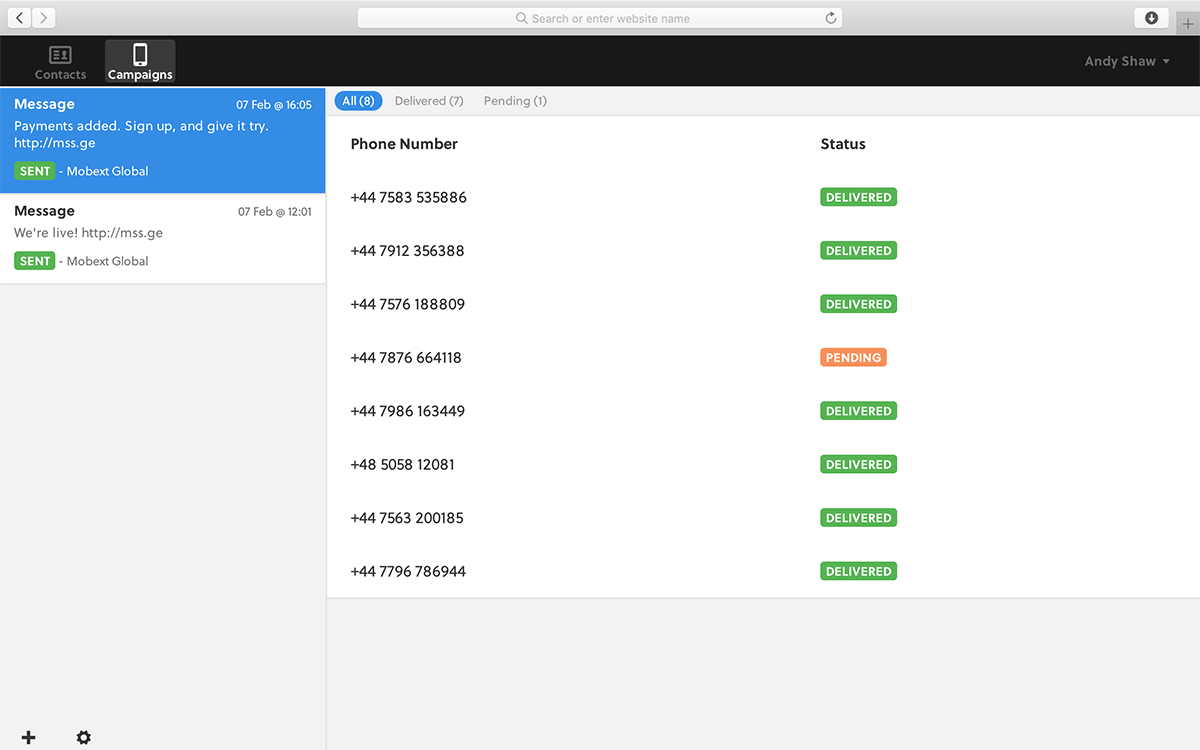 Search or enter website name
Contacts
Campaigns
Andy Shaw
Message 07 Feb @ 16:05
Payments added. Sign up, and give it try.
http://mss.ge
SENT - Mobext Global
Message 07 Feb @ 12:01
We're live! http://mss.ge
SENT - Mobext Global
All (8) Delivered (7) Pending (1)
Phone Number Status
+44 7583 535886 DELIVERED
+44 7912 356388 DELIVERED
+44 7576 188809 DELIVERED
+44 7876 664118 PENDING
+44 7986 163449 DELIVERED
+48 5058 12081 DELIVERED
+44 7563 200185 DELIVERED
+44 7796 786944 DELIVERED